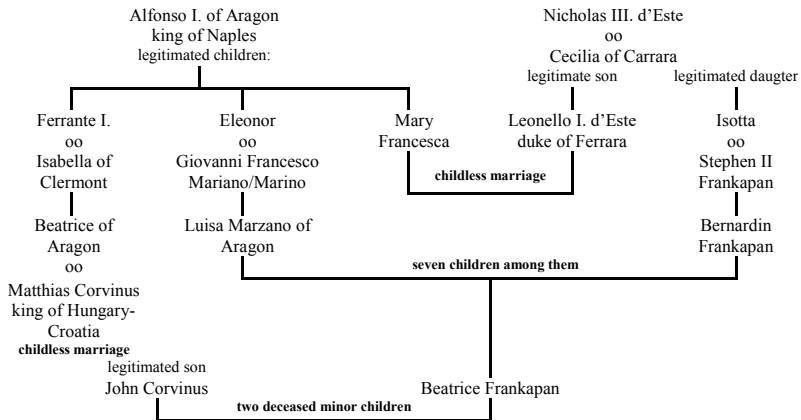 Alfonso I. of Aragon
king of Naples
legitimated children:
Nicholas III. d’Este
oo
Cecilia of Carrara
legitimate son
legitimated daugter
Ferrante I.
oo
Isabella of
Clermont
Eleonor
oo
Giovanni Francesco
Mariano/Marino
Mary
Francesca
Leonello I. d’Este
duke of Ferrara
Isotta
oo
Stephen II
Frankapan
childless marriage
Beatrice of
Aragon
oo
Matthias Corvinus
king of Hungary-
Croatia
childless marriage
Luisa Marzano of
Aragon
Bernardin
Frankapan
seven children among them
legitimated son
John Corvinus
Beatrice Frankapan
two deceased minor children